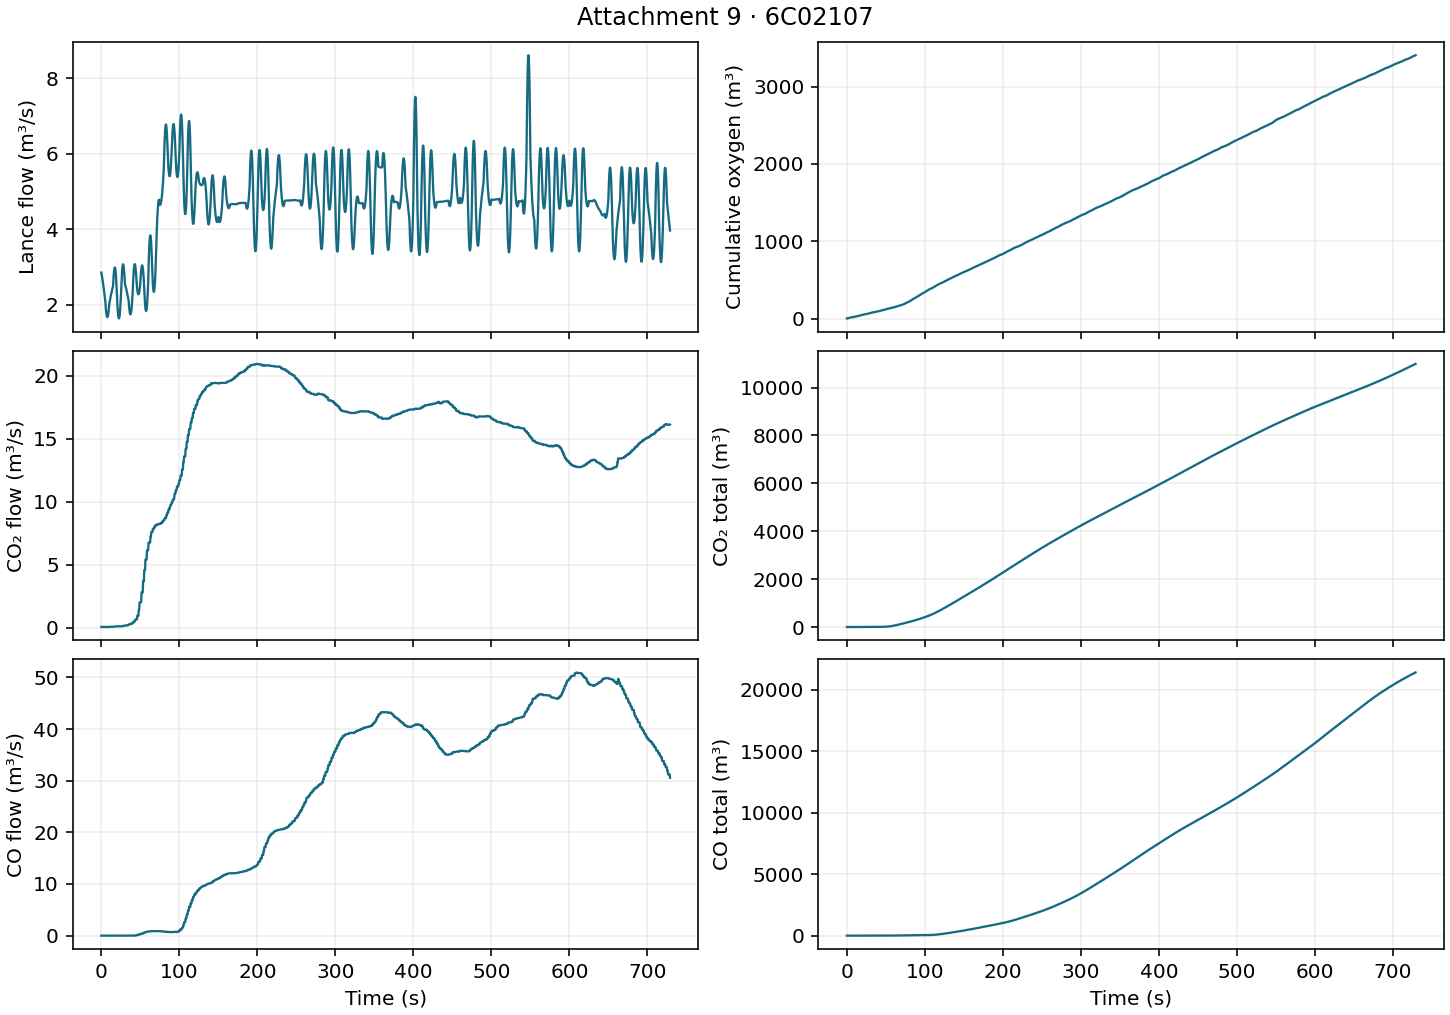 Attachment 9 · 6C02107
Lance flow (m³/s)
8
6
4
2
Cumulative oxygen (m³)
3000
2000
1000
0
CO₂ flow (m³/s)
20
15
10
5
0
CO₂ total (m³)
10000
8000
6000
4000
2000
0
CO flow (m³/s)
50
40
30
20
10
0
0 100 200 300 400 500 600 700
Time (s)
CO total (m³)
20000
15000
10000
5000
0
0 100 200 300 400 500 600 700
Time (s)